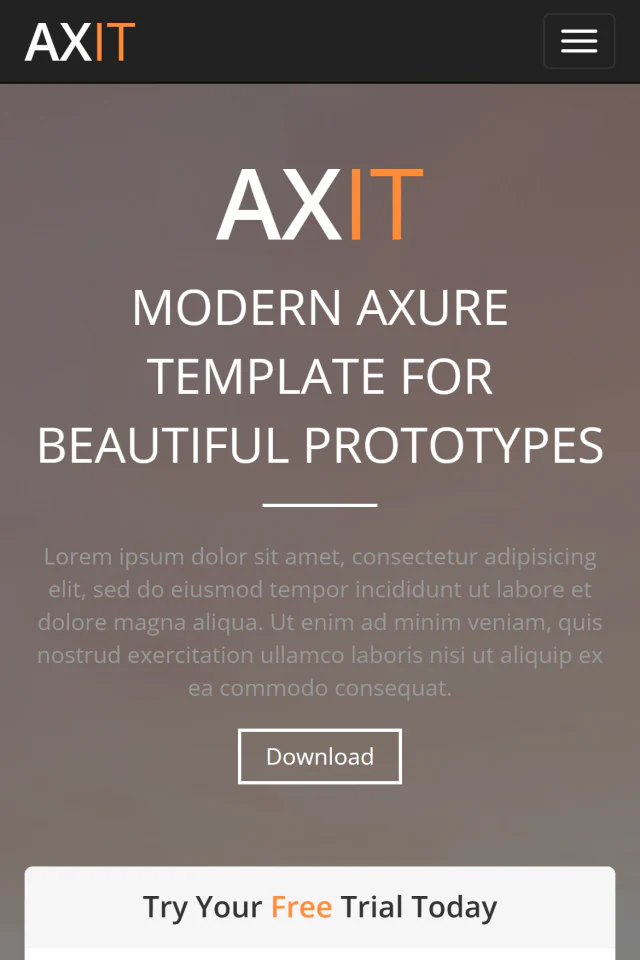 AXIT
AXIT
MODERN AXURE
TEMPLATE FOR
BEAUTIFUL PROTOTYPES
Lorem ipsum dolor sit amet, consectetur adipisicing
elit, sed do eiusmod tempor incididunt ut labore et
dolore magna aliqua. Ut enim ad minim veniam, quis
nostrud exercitation ullamco laboris nisi ut aliquip ex
ea commodo consequat.
Download
Try Your Free Trial Today